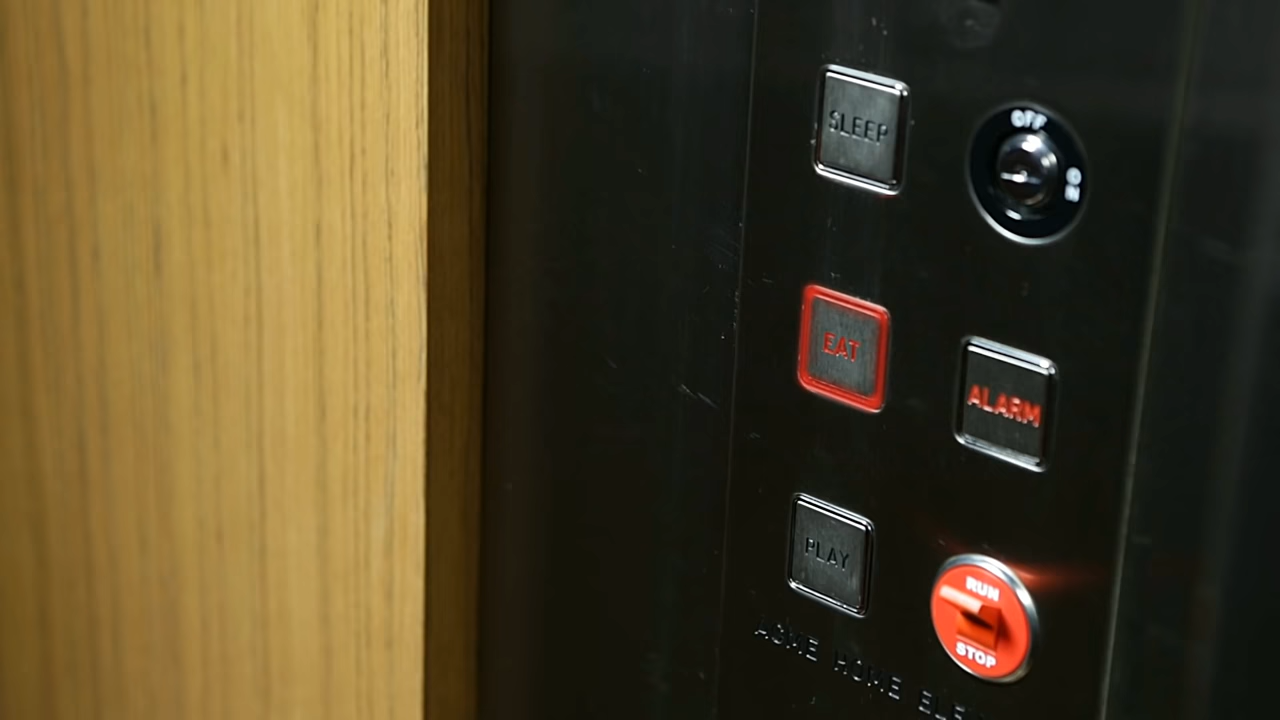 SLEEP
OFF
ON
EAT
ALARM
PLAY
RUN
STOP
ACME HOME